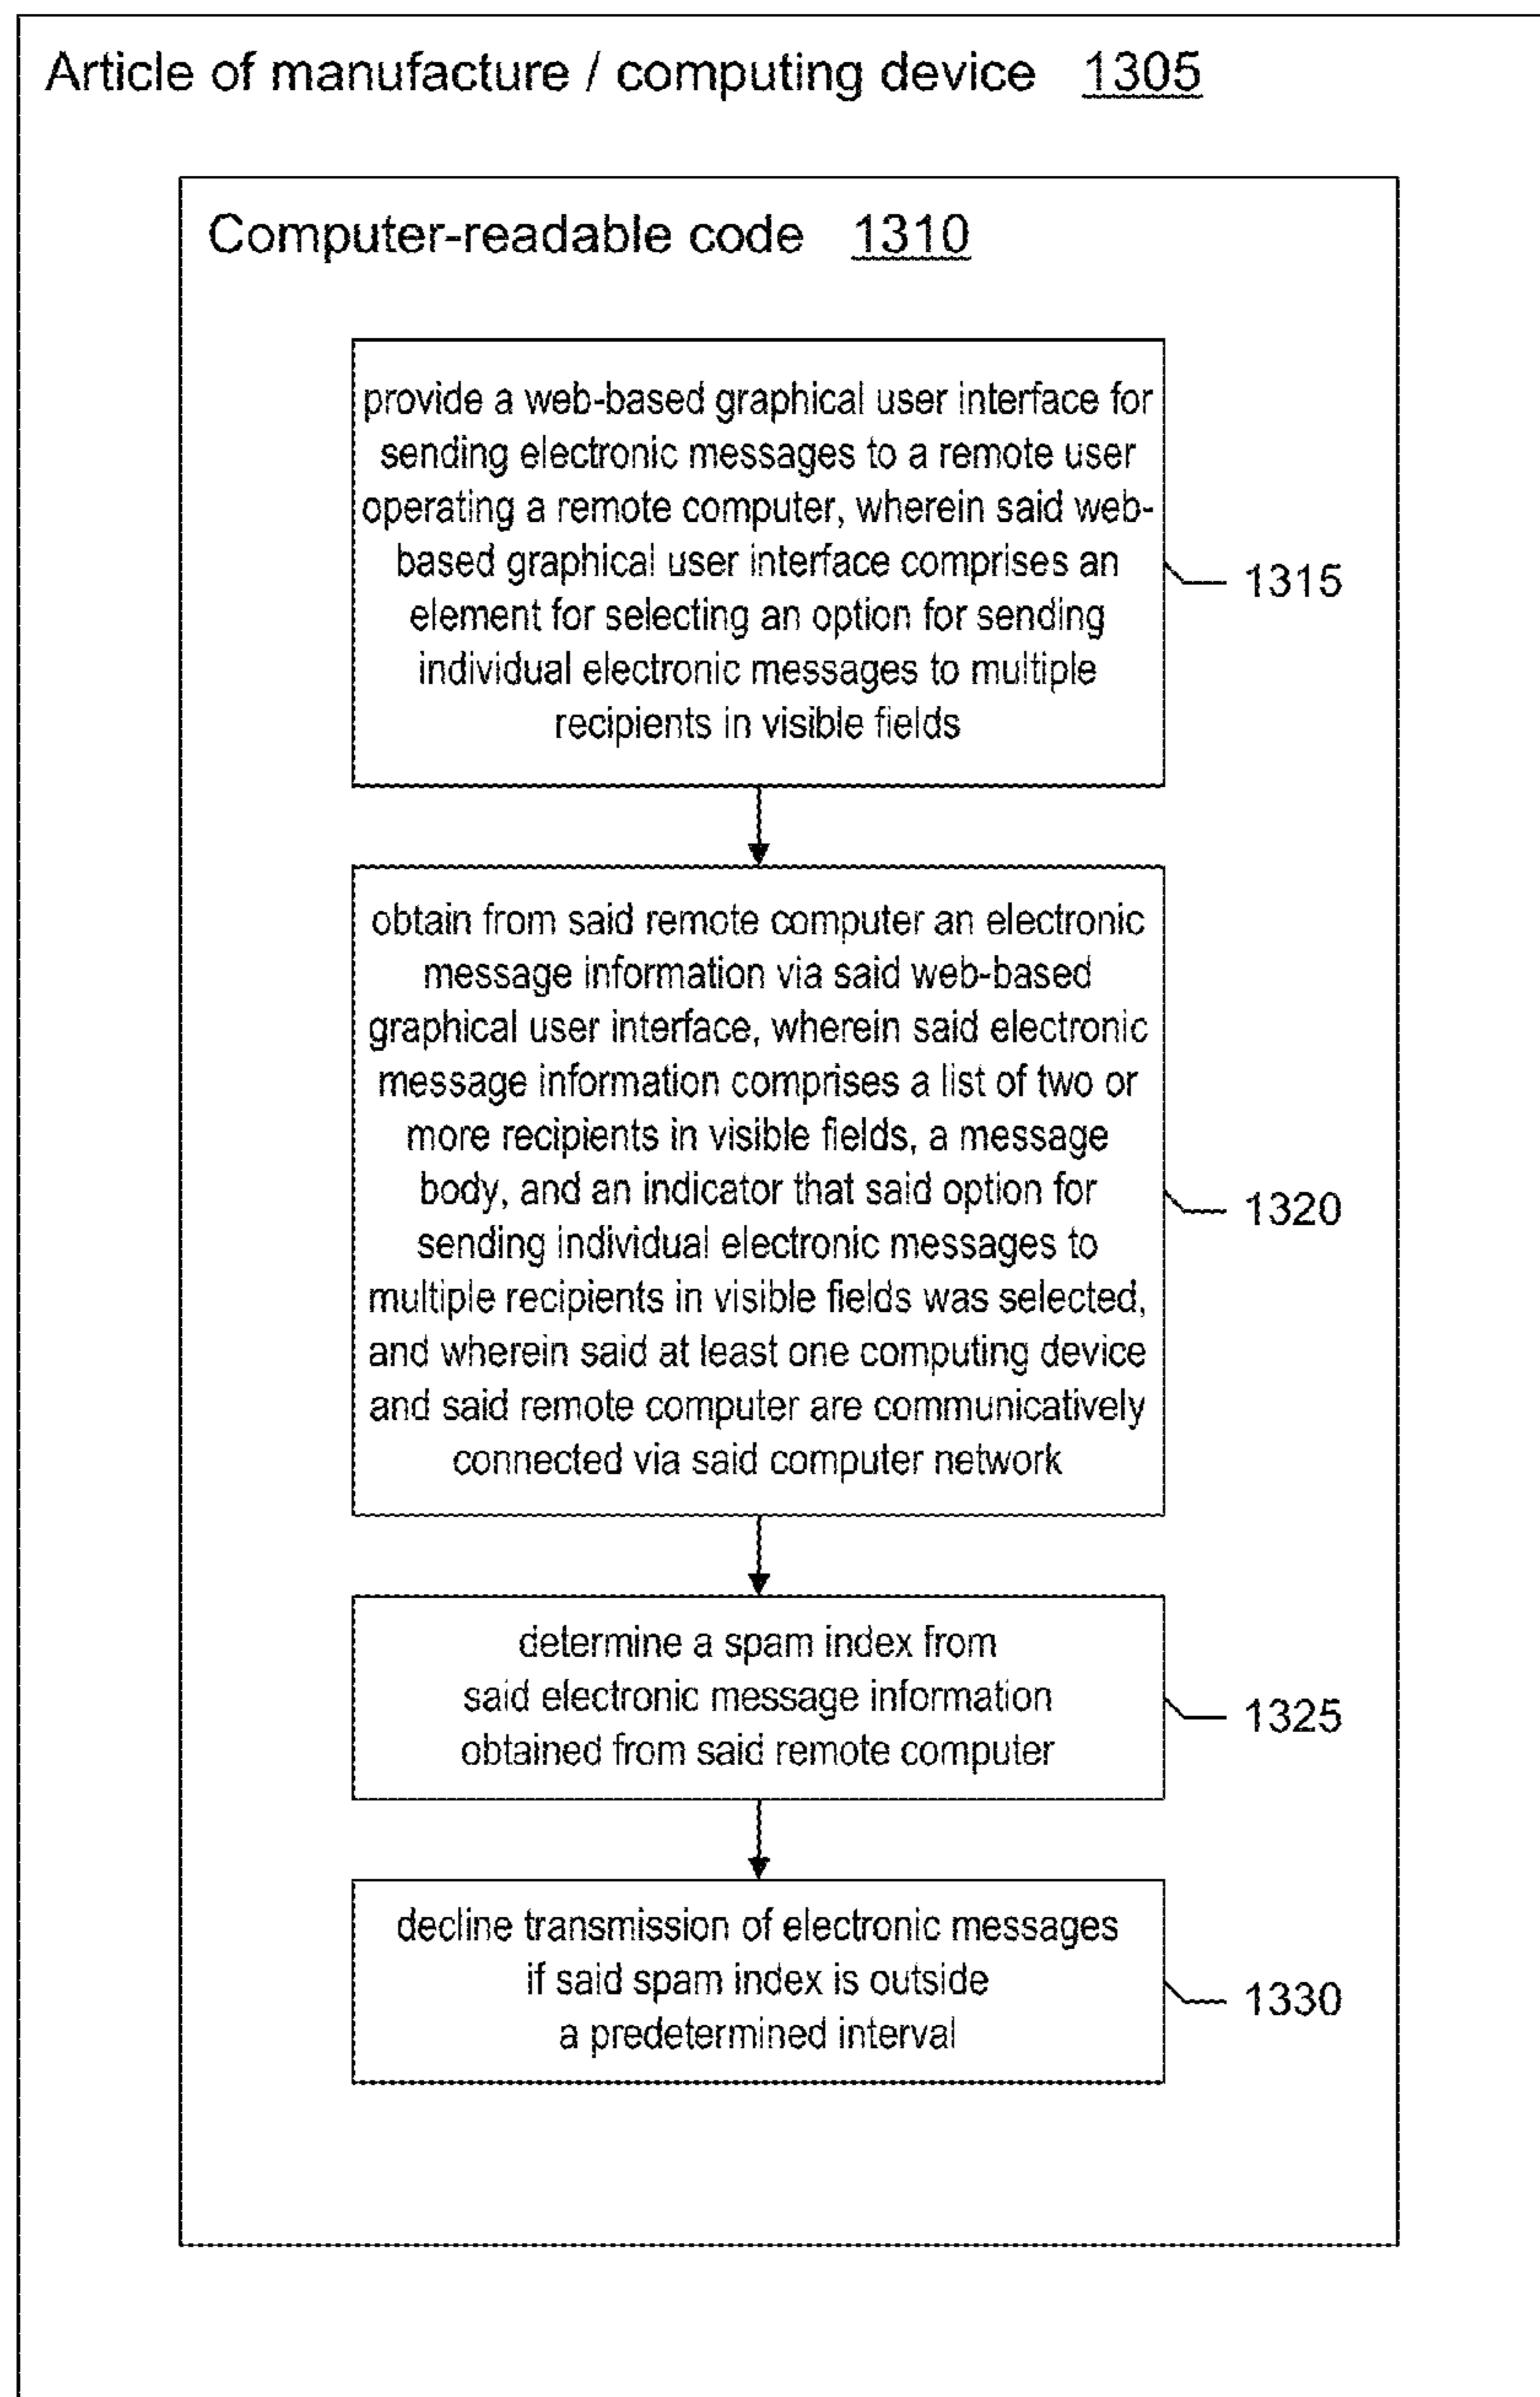 Article of manufacture / computing device 1305
Computer-readable code 1310
provide a web-based graphical user interface for
sending electronic messages to a remote user
operating a remote computer, wherein said web-
based graphical user interface comprises an
element for selecting an option for sending
individual electronic messages to multiple
recipients in visible fields
1315
obtain from said remote computer an electronic
message information via said web-based
graphical user interface, wherein said electronic
message information comprises a list of two or
more recipients in visible fields, a message
body, and an indicator that said option for
sending individual electronic messages to
multiple recipients in visible fields was selected,
and wherein said at least one computing device
and said remote computer are communicatively
connected via said computer network
1320
determine a spam index from
said electronic message information
obtained from said remote computer
1325
decline transmission of electronic messages
if said spam index is outside
a predetermined interval
1330